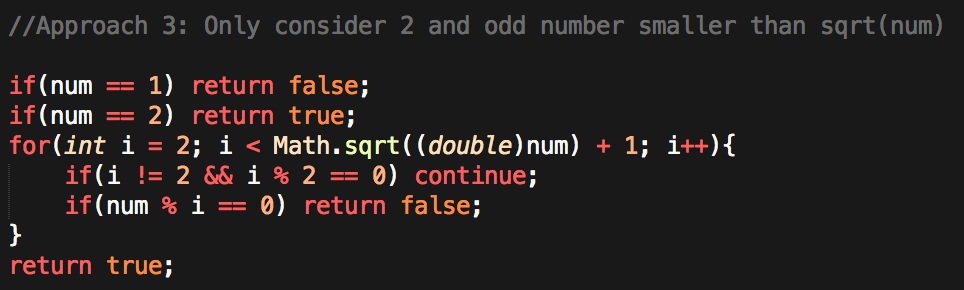 //Approach 3: Only consider 2 and odd number smaller than sqrt(num)
if(num == 1) return false;
if(num == 2) return true;
for(int i = 2; i < Math.sqrt((double)num) + 1; i++){
if(i != 2 && i % 2 == 0) continue;
if(num % i == 0) return false;
}
return true;